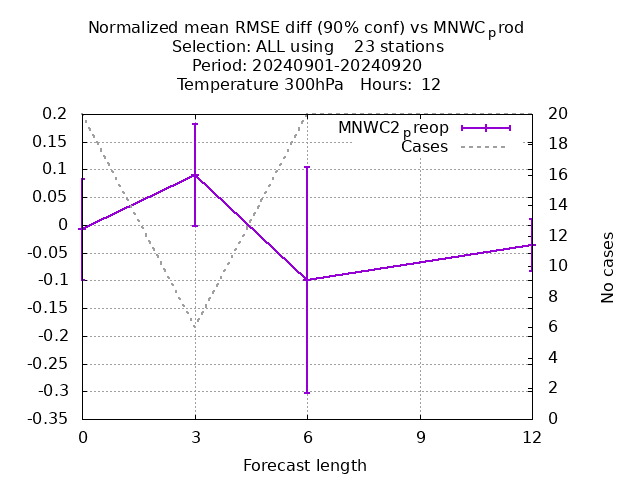 Normalized mean RMSE diff (90% conf) vs MNWC_prod
Selection: ALL using    23 stations
Period: 20240901-20240920
Temperature 300hPa   Hours:  12
MNWC2_preop
Cases
0.2
0.15
0.1
0.05
0
-0.05
-0.1
-0.15
-0.2
-0.25
-0.3
-0.35
20
18
16
14
12
10
8
6
4
2
0
No cases
0 3 6 9 12
Forecast length